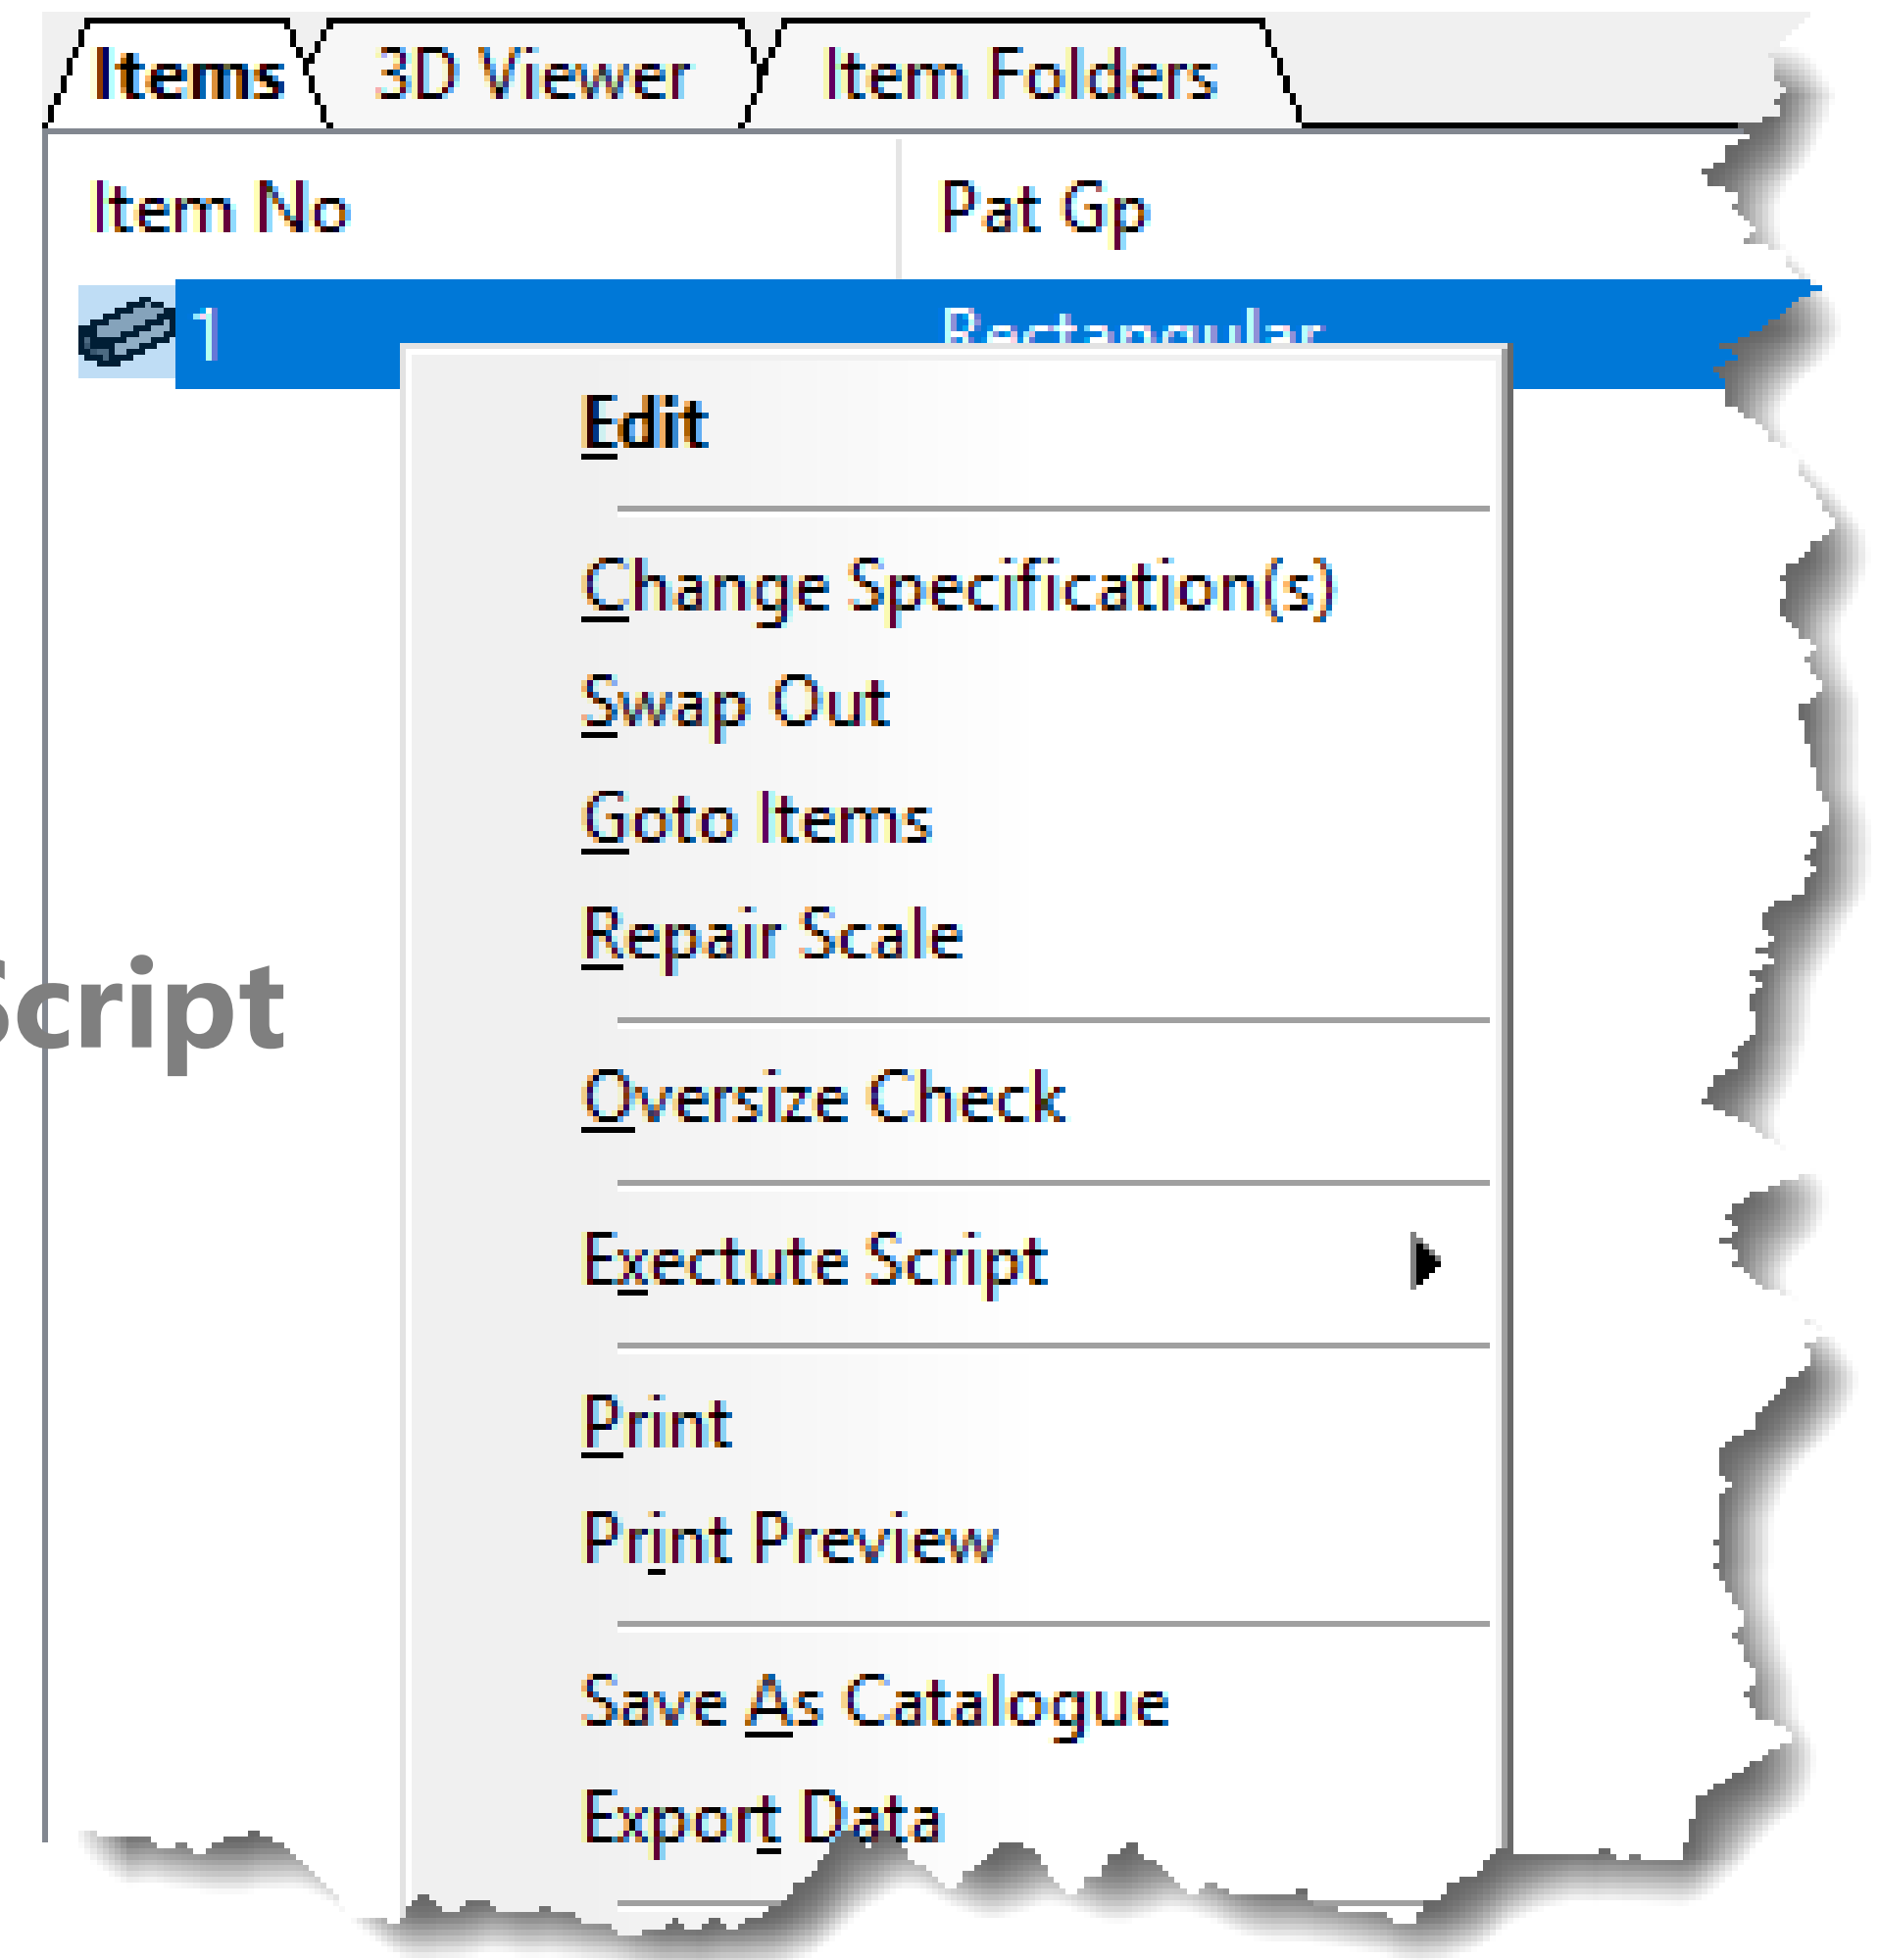 Items 3D Viewer Item Folders
Item No Pat Gp
1 Rectangular
Edit
Change Specification(s)
Swap Out
Goto Items
Repair Scale
Script
Oversize Check
Exectute Script
Print
Print Preview
Save As Catalogue
Export Data